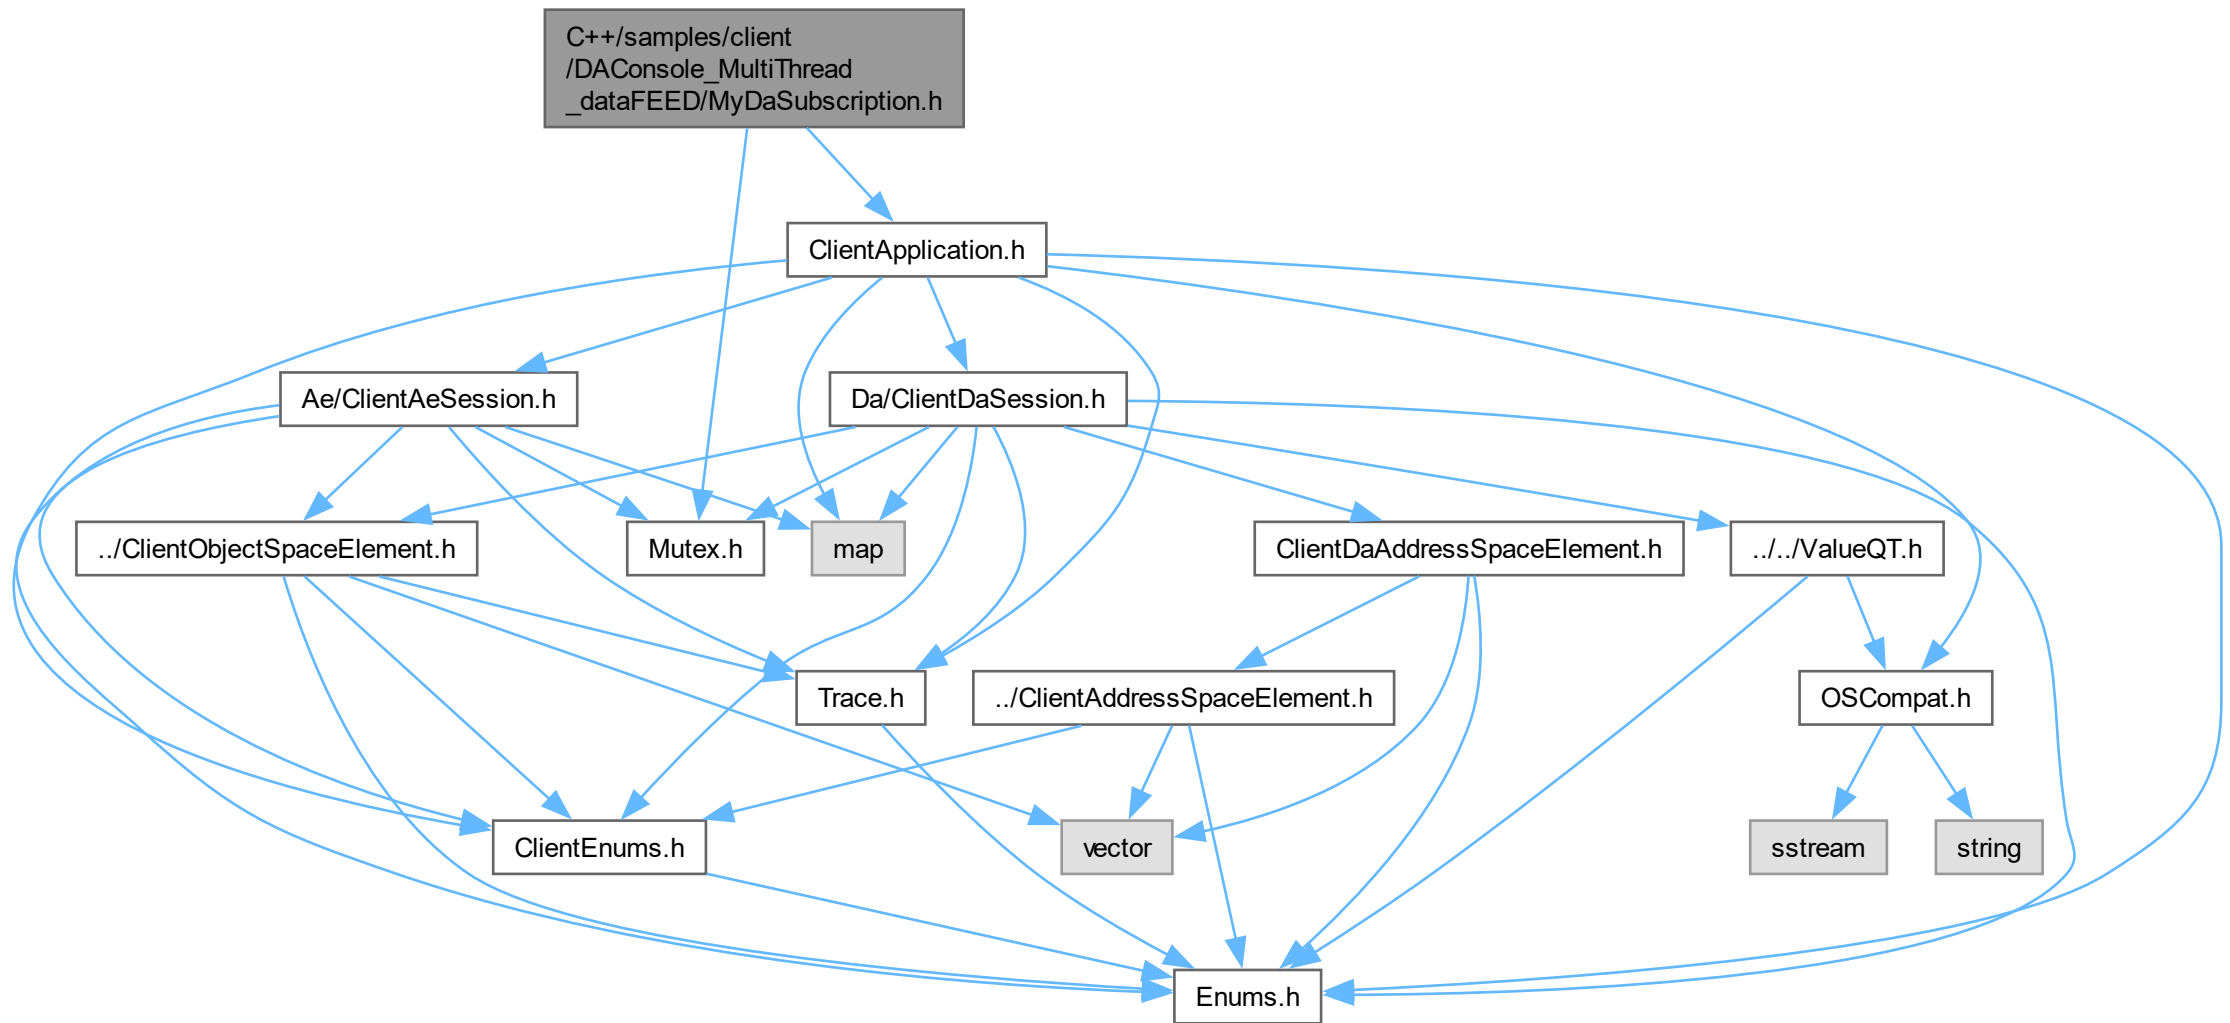 C++/samples/client
/DAConsole_MultiThread
_dataFEED/MyDaSubscription.h
ClientApplication.h
Ae/ClientAeSession.h
Da/ClientDaSession.h
../ClientObjectSpaceElement.h
Mutex.h
map
ClientDaAddressSpaceElement.h
../../ValueQT.h
Trace.h
../ClientAddressSpaceElement.h
OSCompat.h
ClientEnums.h
vector
sstream
string
Enums.h